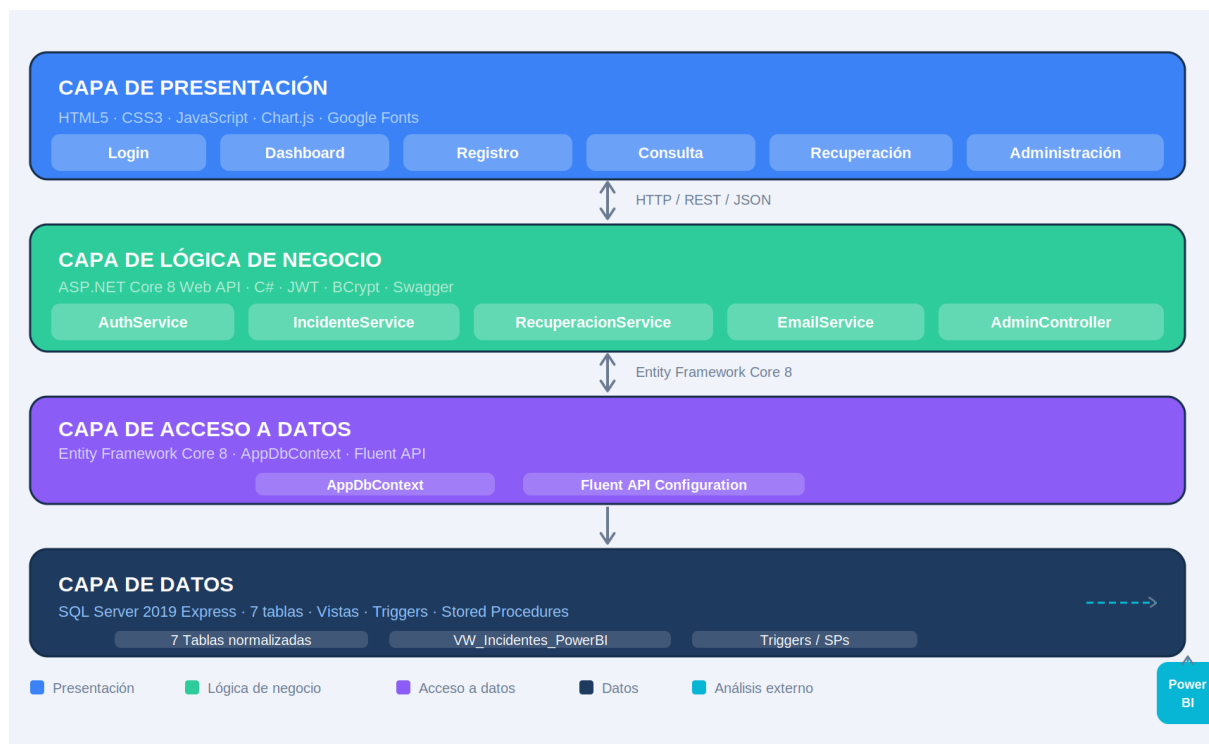 CAPA DE PRESENTACIÓN
HTML5 · CSS3 · JavaScript · Chart.js · Google Fonts
Login
Dashboard
Registro
Consulta
Recuperación
Administración
HTTP / REST / JSON
CAPA DE LÓGICA DE NEGOCIO
ASP.NET Core 8 Web API · C# · JWT · BCrypt · Swagger
AuthService
IncidenteService
RecuperacionService
EmailService
AdminController
Entity Framework Core 8
CAPA DE ACCESO A DATOS
Entity Framework Core 8 · AppDbContext · Fluent API
AppDbContext
Fluent API Configuration
CAPA DE DATOS
SQL Server 2019 Express · 7 tablas · Vistas · Triggers · Stored Procedures
7 Tablas normalizadas
VW_Incidentes_PowerBI
Triggers / SPs
Presentación
Lógica de negocio
Acceso a datos
Datos
Análisis externo
Power
BI